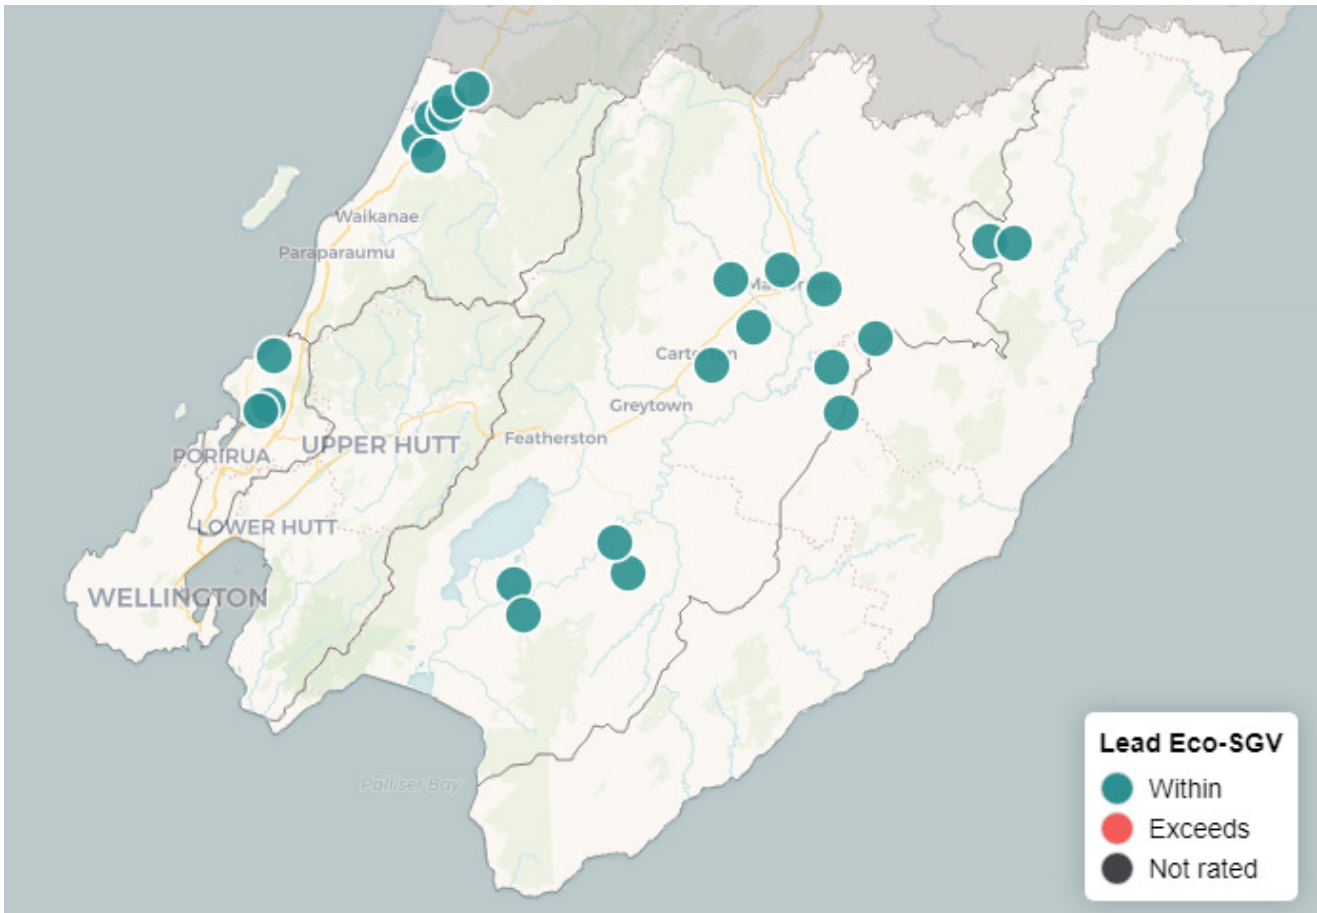 Waikanae
Paraparaumu
Carterton
Greytown
Featherston
UPPER HUTT
PORIRUA
LOWER HUTT
WELLINGTON
Palliser Bay
Lead Eco-SGV
Within
Exceeds
Not rated